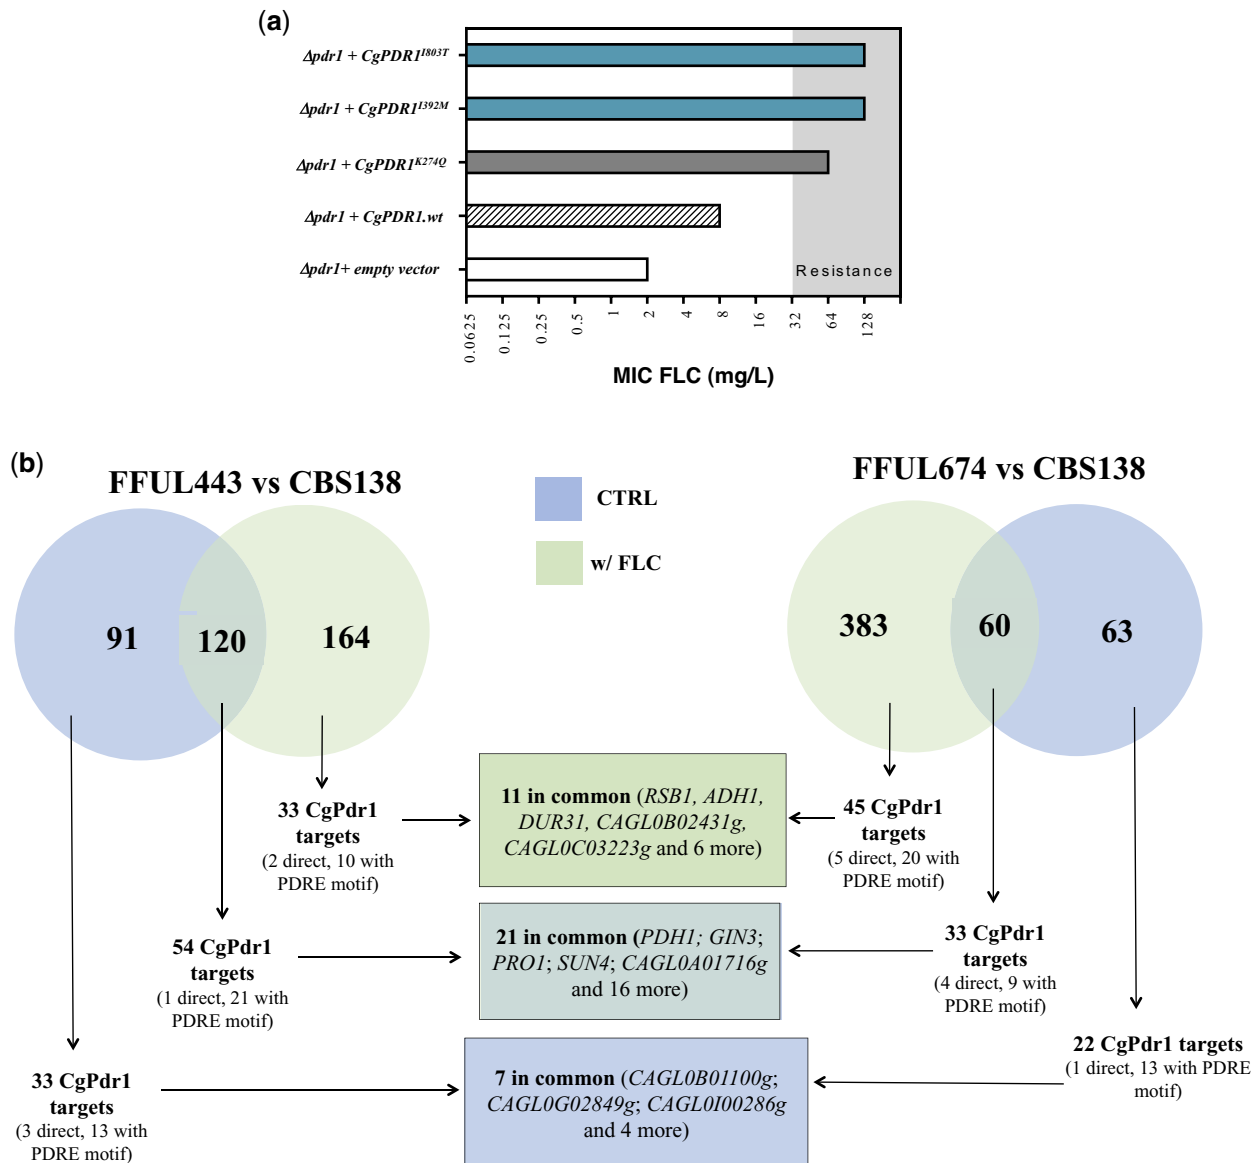 (a)
Δpdr1 + CgPDR1^I803T
Δpdr1 + CgPDR1^I392M
Δpdr1 + CgPDR1^K274Q
Δpdr1 + CgPDR1.wt
Δpdr1+ empty vector
Resistance
0.0625
0.125
0.25
0.5
1
2
4
8
16
32
64
128
MIC FLC (mg/L)
(b)
FFUL443 vs CBS138
FFUL674 vs CBS138
CTRL
w/ FLC
91
120
164
383
60
63
33 CgPdr1
targets
(2 direct, 10 with
PDRE motif)
11 in common (RSB1, ADH1,
DUR31, CAGL0B02431g,
CAGL0C03223g and 6 more)
45 CgPdr1
targets
(5 direct, 20 with
PDRE motif)
54 CgPdr1
targets
(1 direct, 21 with
PDRE motif)
21 in common (PDH1; GIN3;
PRO1; SUN4; CAGL0A01716g
and 16 more)
33 CgPdr1
targets
(4 direct, 9 with
PDRE motif)
33 CgPdr1
targets
(3 direct, 13 with
PDRE motif)
7 in common (CAGL0B01100g;
CAGL0G02849g; CAGL0I00286g
and 4 more)
22 CgPdr1 targets
(1 direct, 13 with PDRE
motif)